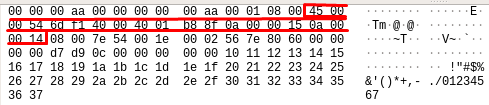 00 00 00 00 aa 00 00 00 00 aa 00 01 08 00 45 00 ··············E·
00 54 6d f1 40 00 40 01 b8 8f 0a 00 00 15 0a 00 ·Tm·@·@·········
00 14 08 00 7e 54 00 1e 00 02 56 7e 80 60 00 00 ····~T····V~·`··
00 00 d7 d9 0c 00 00 00 00 00 10 11 12 13 14 15 ················
16 17 18 19 1a 1b 1c 1d 1e 1f 20 21 22 23 24 25 ·········· !"#$%
26 27 28 29 2a 2b 2c 2d 2e 2f 30 31 32 33 34 35 &'()*+,-./012345
36 37 67